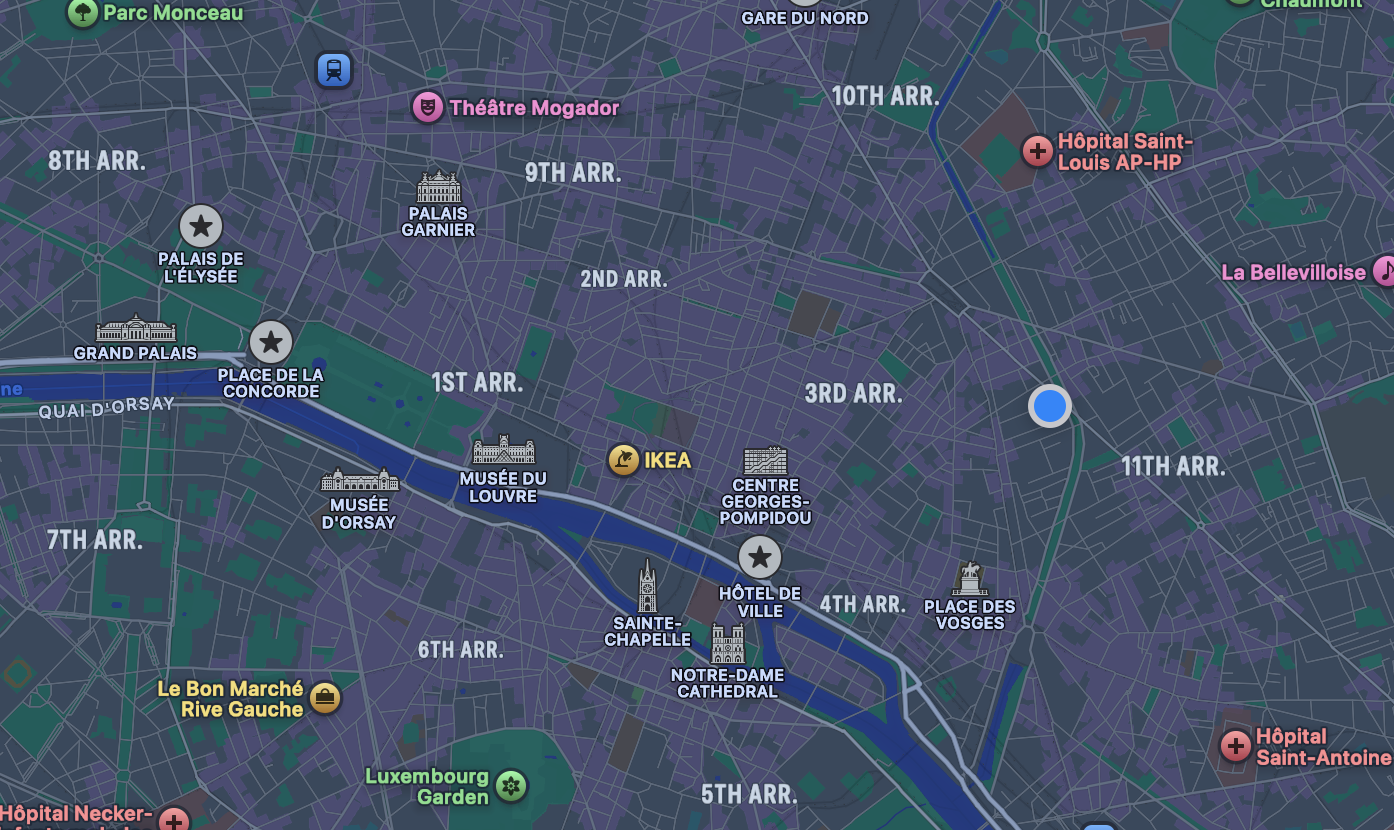 Parc Monceau
GARE DU NORD
Chaumont
Théâtre Mogador
10TH ARR.
Hôpital Saint-
Louis AP-HP
8TH ARR.
9TH ARR.
PALAIS
GARNIER
PALAIS DE
L'ÉLYSÉE
2ND ARR.
La Bellevilloise
GRAND PALAIS
PLACE DE LA
CONCORDE
1ST ARR.
3RD ARR.
ne
QUAI D'ORSAY
IKEA
11TH ARR.
MUSÉE DU
LOUVRE
CENTRE
GEORGES-
POMPIDOU
MUSÉE
D'ORSAY
7TH ARR.
HÔTEL DE
VILLE
4TH ARR.
PLACE DES
VOSGES
SAINTE-
CHAPELLE
6TH ARR.
NOTRE-DAME
CATHEDRAL
Le Bon Marché
Rive Gauche
Hôpital
Saint-Antoine
Luxembourg
Garden
5TH ARR.
Hôpital Necker-